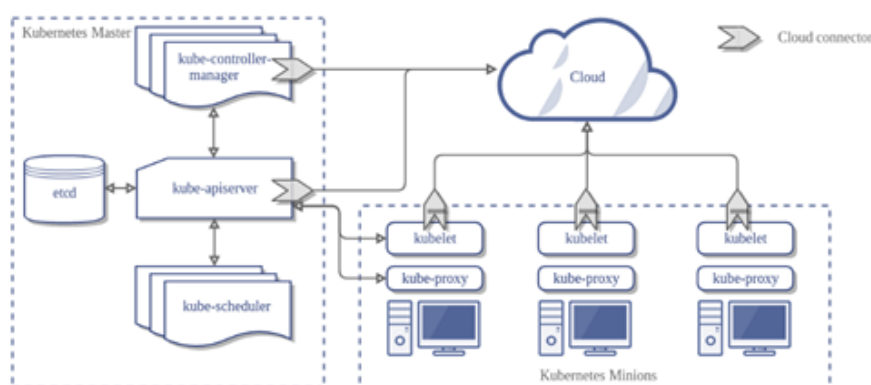 Kubernetes Master
kube-controller-
manager
Cloud
Cloud connector
etcd
kube-apiserver
kubelet
kubelet
kubelet
kube-proxy
kube-proxy
kube-proxy
kube-scheduler
Kubernetes Minions